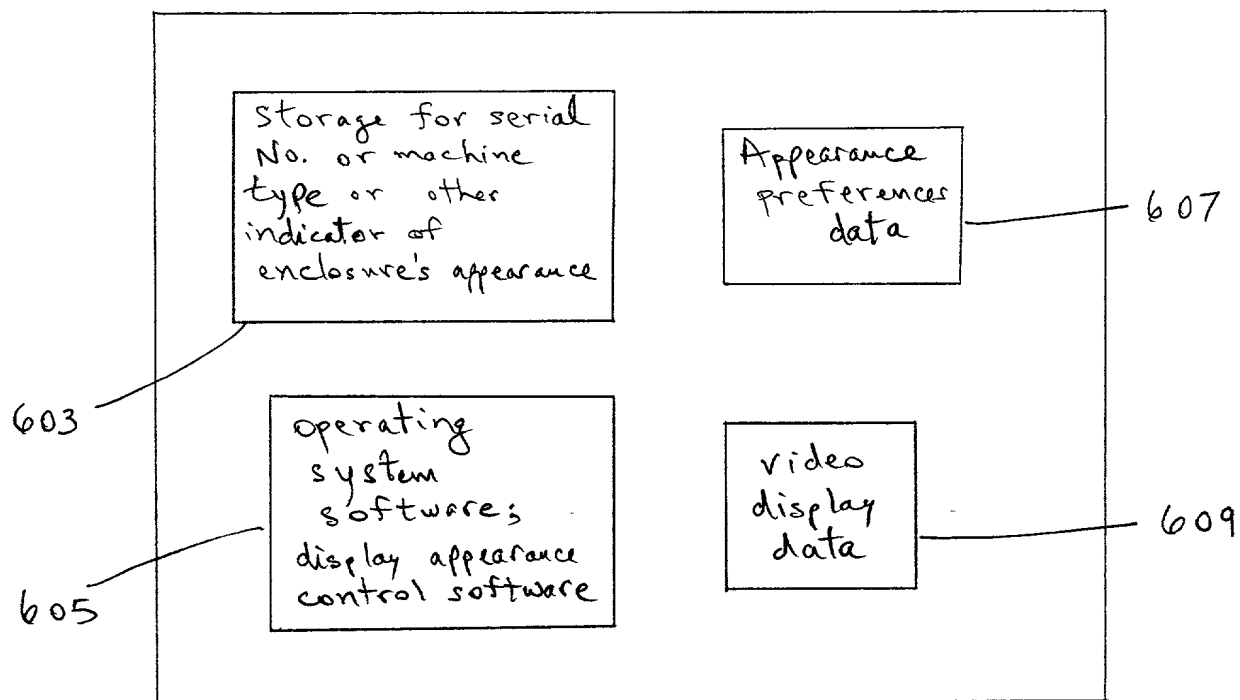 Storage for serial
No. or machine
type or other
indicator of
enclosure's appearance
Appearance
preferences
data
607
603
operating
system
software;
display appearance
control software
video
display
data
609
605